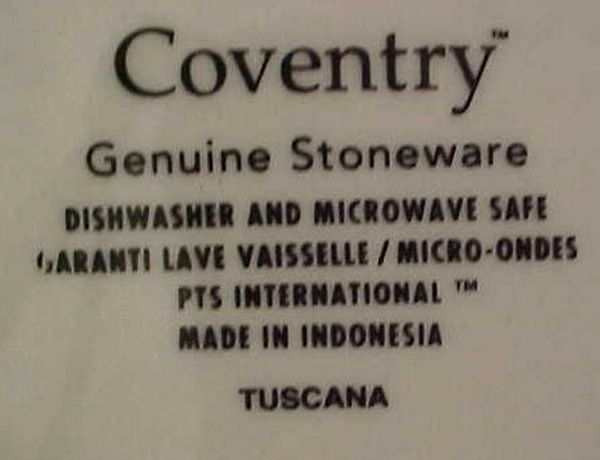 Coventry™
Genuine Stoneware
DISHWASHER AND MICROWAVE SAFE
GARANTI LAVE VAISSELLE / MICRO-ONDES
PTS INTERNATIONAL ™
MADE IN INDONESIA
TUSCANA